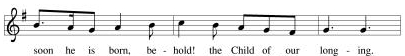 soon he is born, be - hold! the Child of our long - ing.